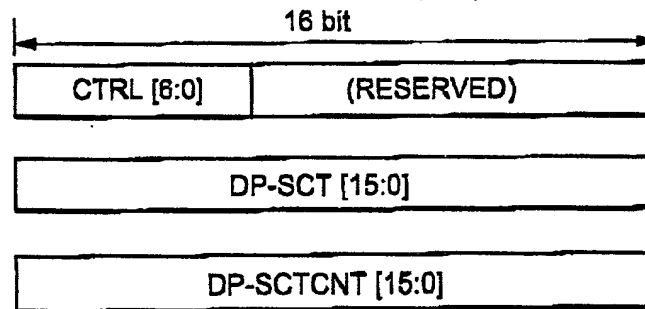 16 bit
CTRL [6:0] (RESERVED)
DP-SCT [15:0]
DP-SCTCNT [15:0]